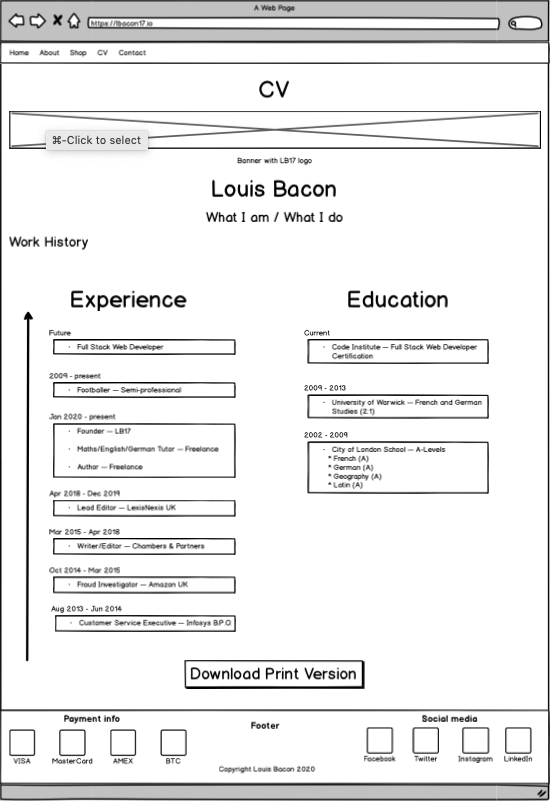 A Web Page
https://lbacon17.io
Home About Shop CV Contact
CV
⌘-Click to select
Banner with LB17 logo
Louis Bacon
What I am / What I do
Work History
Experience
Future
· Full Stack Web Developer
2009 - present
· Footballer — Semi-professional
Jan 2020 - present
· Founder — LB17
· Maths/English/German Tutor — Freelance
· Author — Freelance
Apr 2018 - Dec 2019
· Lead Editor — LexisNexis UK
Mar 2015 - Apr 2018
· Writer/Editor — Chambers & Partners
Oct 2014 - Mar 2015
· Fraud Investigator — Amazon UK
Aug 2013 - Jun 2014
· Customer Service Executive — Infosys B.P.O
Education
Current
· Code Institute — Full Stack Web Developer
Certification
2009 - 2013
· University of Warwick — French and German
Studies (2:1)
2002 - 2009
· City of London School — A-Levels
* French (A)
* German (A)
* Geography (A)
* Latin (A)
Download Print Version
Payment info
VISA MasterCard AMEX BTC
Footer
Copyright Louis Bacon 2020
Social media
Facebook Twitter Instagram LinkedIn